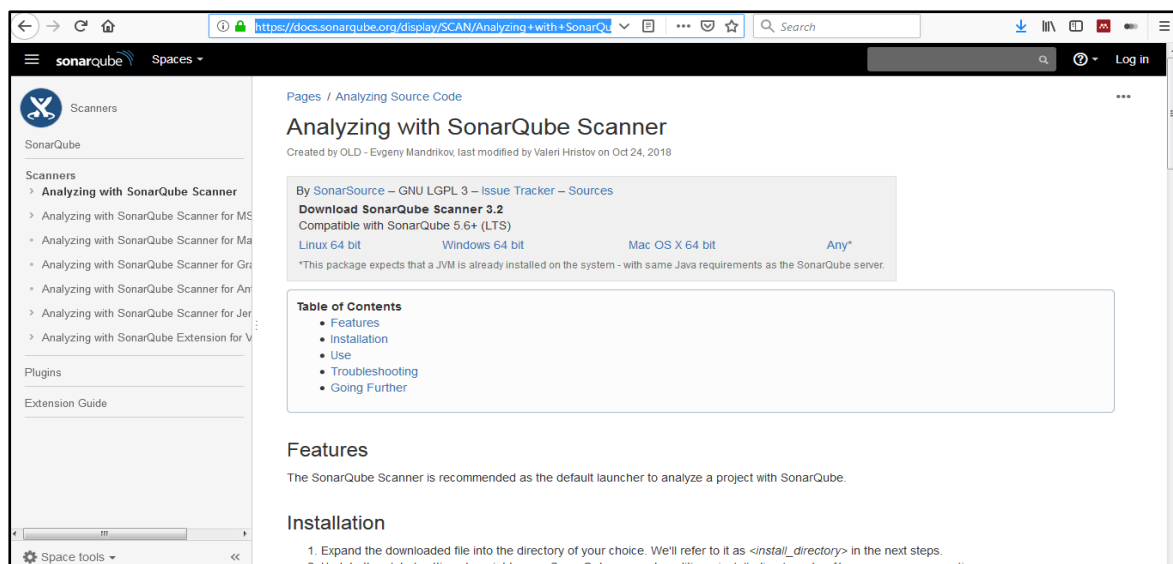 https://docs.sonarqube.org/display/SCAN/Analyzing+with+SonarQu
Search
sonarqube
Spaces
Log in
Scanners
SonarQube
Scanners
Analyzing with SonarQube Scanner
Analyzing with SonarQube Scanner for MS
Analyzing with SonarQube Scanner for Ma
Analyzing with SonarQube Scanner for Gra
Analyzing with SonarQube Scanner for An
Analyzing with SonarQube Scanner for Jer
Analyzing with SonarQube Extension for V
Plugins
Extension Guide
Space tools
Pages / Analyzing Source Code
Analyzing with SonarQube Scanner
Created by OLD - Evgeny Mandrikov, last modified by Valeri Hristov on Oct 24, 2018
By SonarSource – GNU LGPL 3 – Issue Tracker – Sources
Download SonarQube Scanner 3.2
Compatible with SonarQube 5.6+ (LTS)
Linux 64 bit Windows 64 bit Mac OS X 64 bit Any*
*This package expects that a JVM is already installed on the system - with same Java requirements as the SonarQube server.
Table of Contents
• Features
• Installation
• Use
• Troubleshooting
• Going Further
Features
The SonarQube Scanner is recommended as the default launcher to analyze a project with SonarQube.
Installation
1. Expand the downloaded file into the directory of your choice. We'll refer to it as <install_directory> in the next steps.